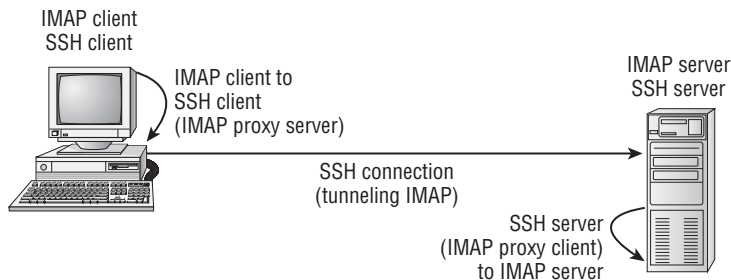 IMAP client
SSH client
IMAP client to
SSH client
(IMAP proxy server)
IMAP server
SSH server
SSH connection
(tunneling IMAP)
SSH server
(IMAP proxy client)
to IMAP server